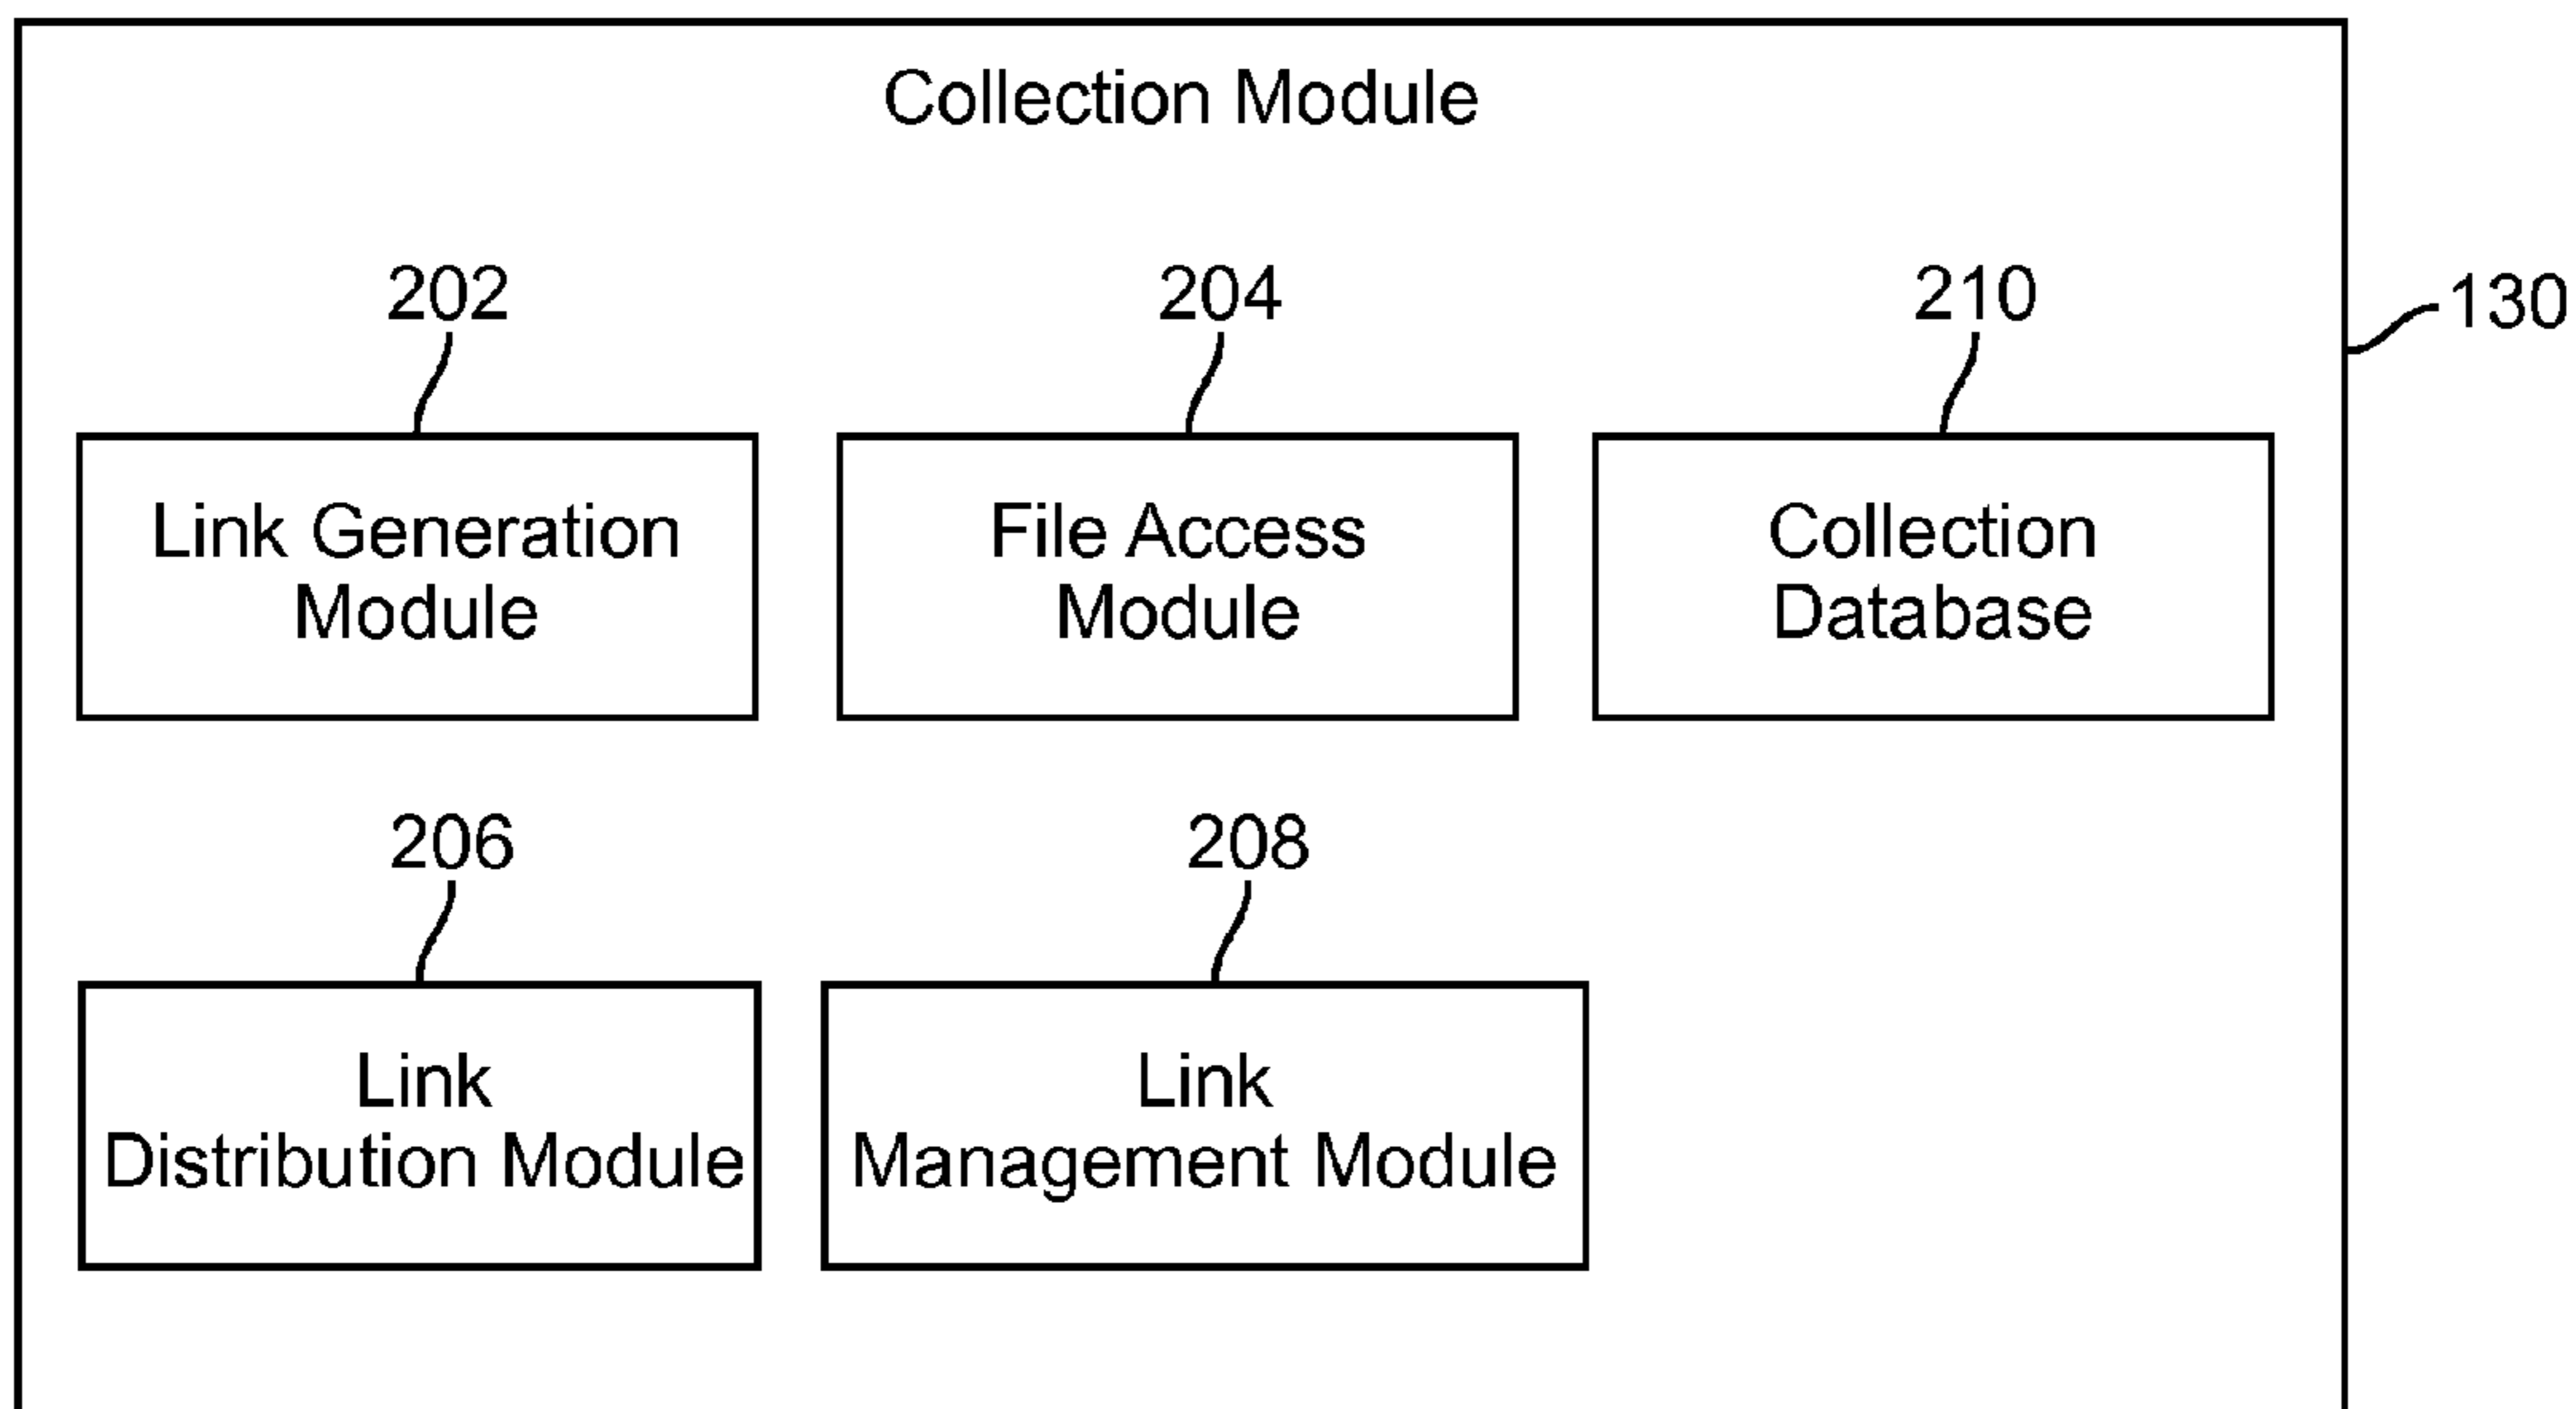 Collection Module
202
204
210
130
Link Generation
Module
File Access
Module
Collection
Database
206
208
Link
Distribution Module
Link
Management Module